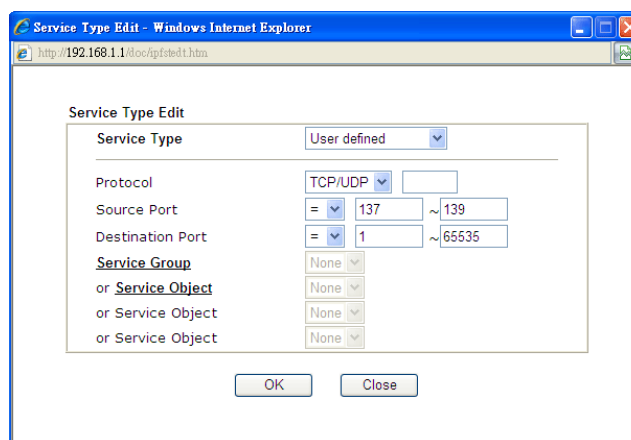 Service Type Edit - Windows Internet Explorer
http://192.168.1.1/doc/ipfstedt.htm
Service Type Edit
Service Type User defined
Protocol TCP/UDP
Source Port = 137 ~ 139
Destination Port = 1 ~ 65535
Service Group None
or Service Object None
or Service Object None
or Service Object None
OK Close